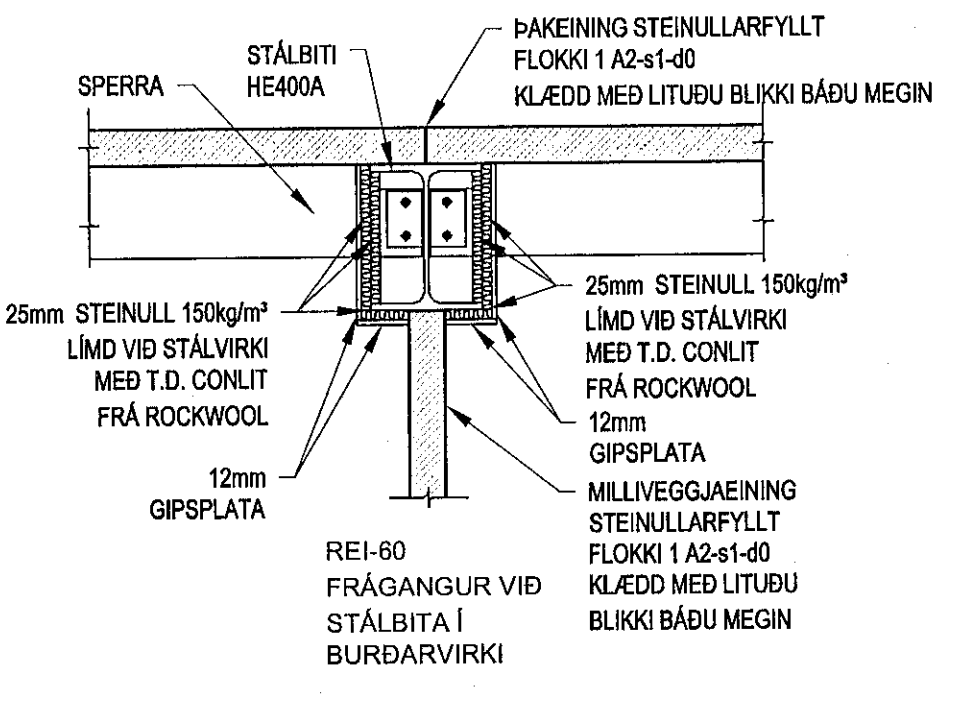 ÞAKEINING STEINULLARFYLLT
FLOKKI 1 A2-s1-d0
KLÆDD MEÐ LITUÐU BLIKKI BÁÐU MEGIN
STÁLBITI
HE400A
SPERRA
25mm STEINULL 150kg/m³
LÍMD VIÐ STÁLVIRKI
MEÐ T.D. CONLIT
FRÁ ROCKWOOL
12mm
GIPSPLATA
25mm STEINULL 150kg/m³
LÍMD VIÐ STÁLVIRKI
MEÐ T.D. CONLIT
FRÁ ROCKWOOL
12mm
GIPSPLATA
MILLIVEGGJAEINING
STEINULLARFYLLT
FLOKKI 1 A2-s1-d0
KLÆDD MEÐ LITUÐU
BLIKKI BÁÐU MEGIN
REI-60
FRÁGANGUR VIÐ
STÁLBITA Í
BURÐARVIRKI